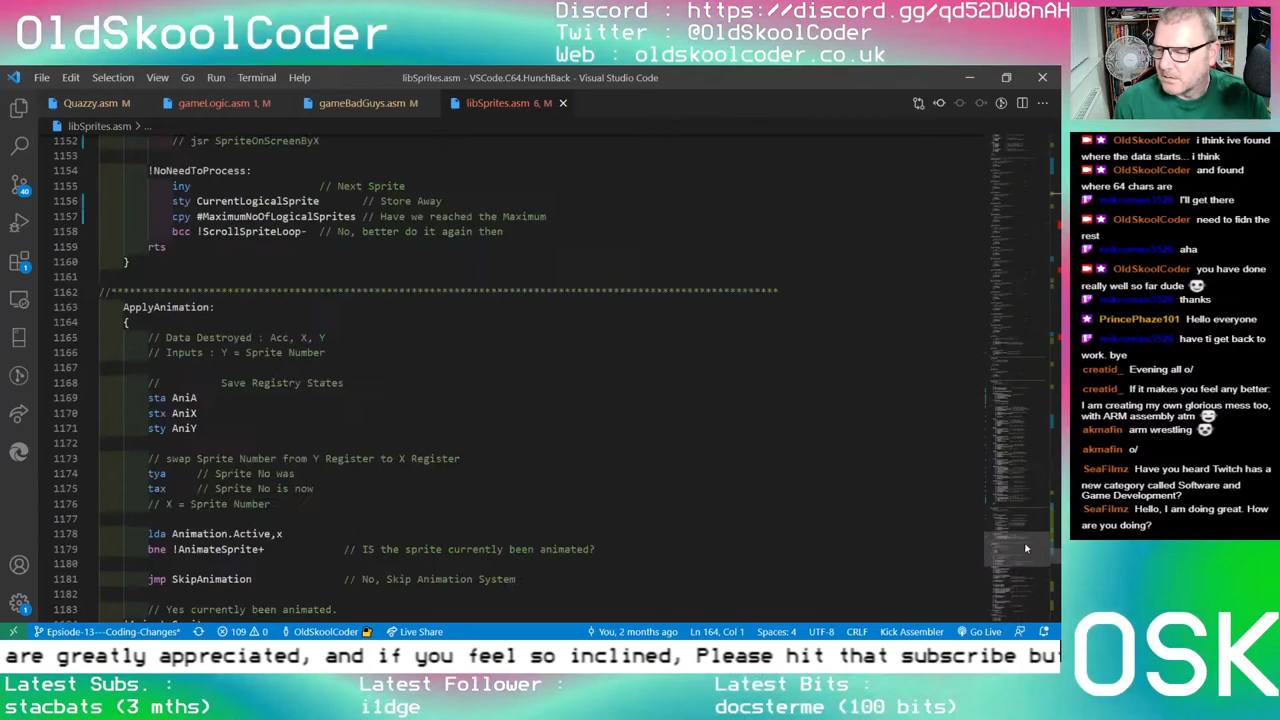 OldSkoolCoder
Discord : https://discord.gg/qd52DW8nAH
Twitter : @OldSkoolCoder
Web : oldskoolcoder.co.uk
File Edit Selection View Go Run Terminal Help
libSprites.asm - VSCode.C64.HunchBack - Visual Studio Code
Quazzy.asm M
gameLogic.asm 1, M
gameBadGuys.asm M
libSprites.asm 6, M
libSprites.asm > ...
1152 // jsr SpriteOnScreenByX
1153
1154 !NoNeedToProcess:
1155 iny // Next Sprite
1156 sty CurrentLogicalSprite // Store Away
1157 cpy #MaximumNoOfLogicalSprites // Have we reached the Maximum
1158 bcc !ScrollSpriteLoop- // No, better do it again then
1159 rts
1160 }
1161
1162 //************************************************************************************************
1163 ApplyAnimation:
1164 {
1165 // Data Destroyed : Acc, X, Y
1166 // Inputs : Y = Sprite Number
1167
1168 // Save Registry States
1169 sta AniA
1170 stx AniX
1171 sty AniY
1172
1173 // swap Sprite Number from Y Register to X Register
1174 tya // Sprite No was
1175 tax // Sprite No is now
1176 // X = Sprite Number
1177
1178 lda Animation.Active,x
1179 bne !AnimateSprite+ // IS the sprite currently been animated?
1180
1181 jmp SkipAnimation // No, Skip Animation System
1182
1183 // Yes currently been animated.
40
1
1
Epsiode-13---Coding-Changes*
109 0
OldSkoolCoder
Live Share
You, 2 months ago
Ln 164, Col 1
Spaces: 4
UTF-8
CRLF
Kick Assembler
Go Live
OldSkoolCoder i think ive found
where the data starts... i think
OldSkoolCoder and found
where 64 chars are
I'll get there
OldSkoolCoder need to fidn the
rest
aha
OldSkoolCoder you have done
really well so far dude
thanks
PrincePhaze101 Hello everyone
have ti get back to
work. bye
creatid_ Evening all o/
creatid_ If it makes you feel any better:
I am creating my own glorious mess too,
with ARM assembly atm
akmafin arm wrestling
akmafin o/
SeaFilmz Have you heard Twitch has a
new category called Software and
Game Development?
SeaFilmz Hello, I am doing great. How
are you doing?
are greatly appreciated, and if you feel so inclined, Please hit that subscribe but
Latest Subs. :
stacbats (3 mths)
Latest Follower :
i1dge
Latest Bits :
docsterme (100 bits)
OSK